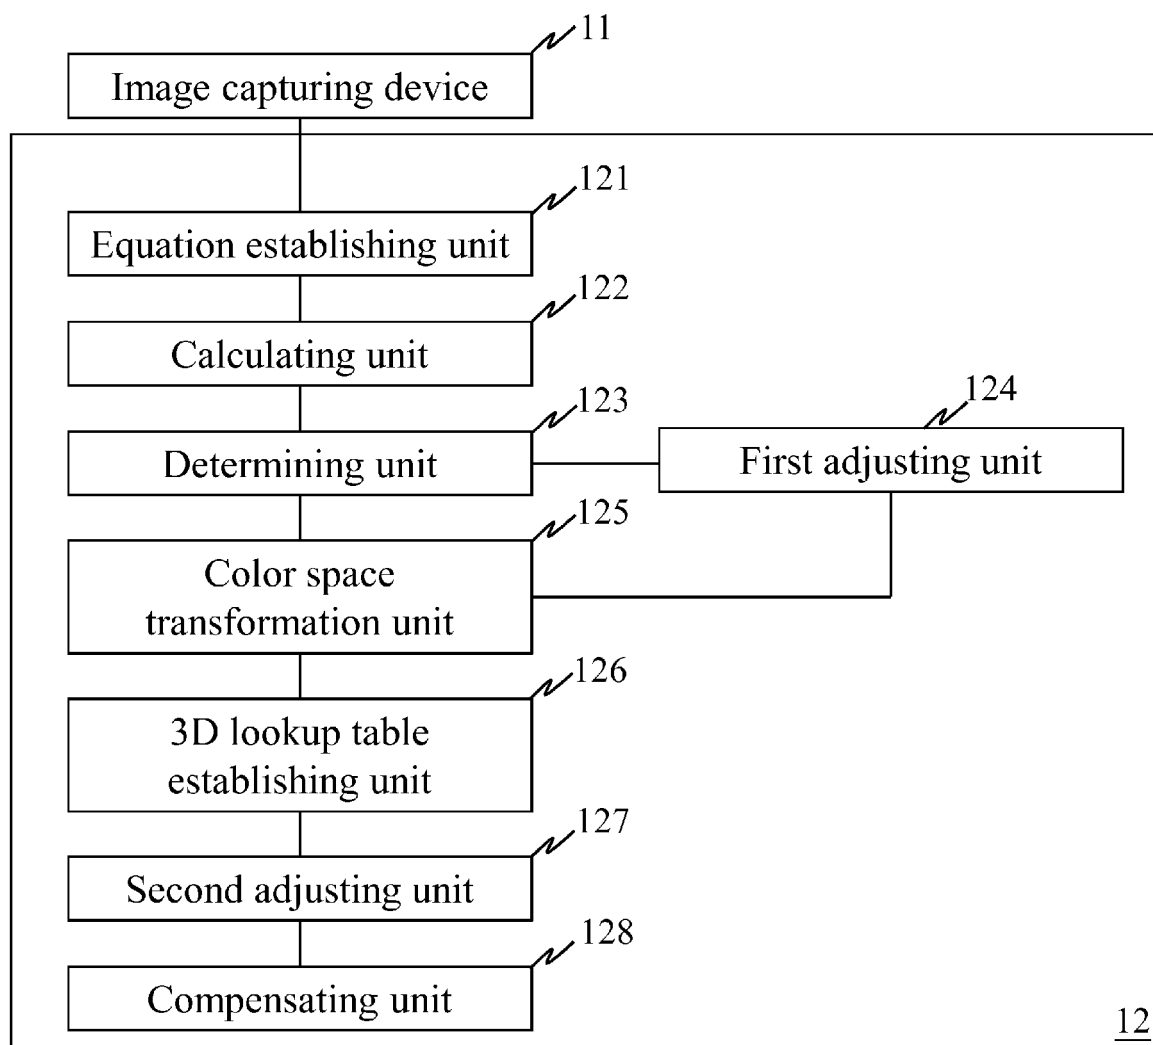 11
Image capturing device
121
Equation establishing unit
122
Calculating unit
123
Determining unit
124
First adjusting unit
125
Color space
transformation unit
126
3D lookup table
establishing unit
127
Second adjusting unit
128
Compensating unit
12